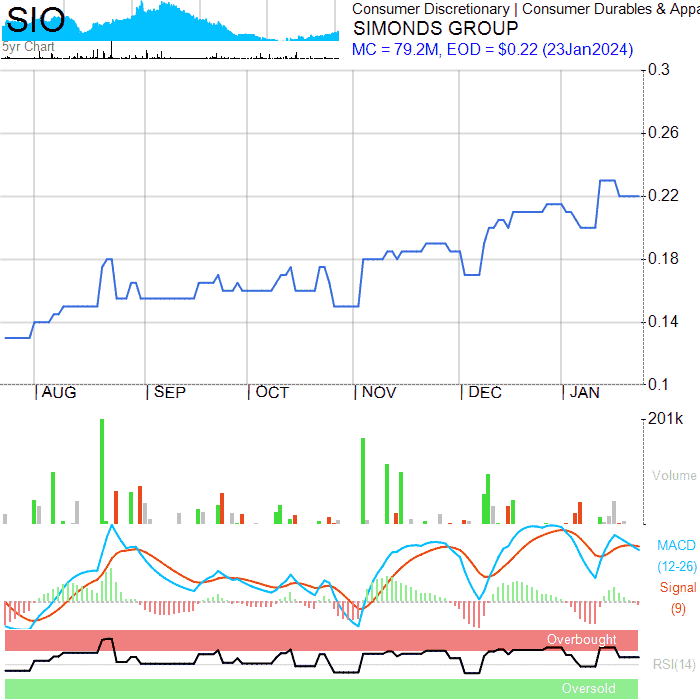 SIO
5yr Chart
Consumer Discretionary | Consumer Durables & Appa
SIMONDS GROUP
MC = 79.2M, EOD = $0.22 (23Jan2024)
0.3
0.26
0.22
0.18
0.14
0.1
AUG SEP OCT NOV DEC JAN
201k
Volume
MACD
(12-26)
Signal
(9)
Overbought
RSI(14)
Oversold